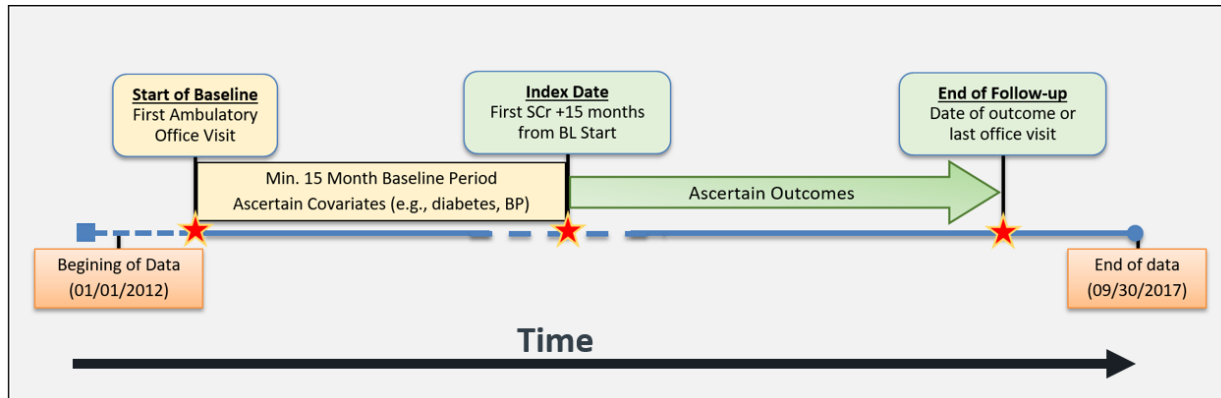 Start of Baseline
First Ambulatory
Office Visit
Index Date
First SCr +15 months
from BL Start
End of Follow-up
Date of outcome or
last office visit
Min. 15 Month Baseline Period
Ascertain Covariates (e.g., diabetes, BP)
Ascertain Outcomes
Begining of Data
(01/01/2012)
End of data
(09/30/2017)
Time